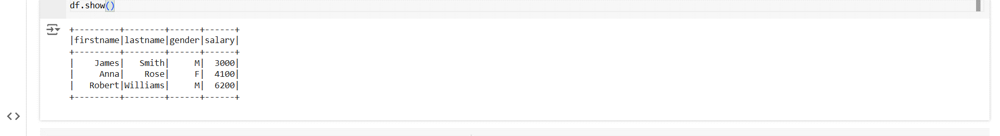 df.show()
+---------+--------+------+------+
|firstname|lastname|gender|salary|
+---------+--------+------+------+
|    James|   Smith|     M|  3000|
|     Anna|    Rose|     F|  4100|
|   Robert|Williams|     M|  6200|
+---------+--------+------+------+